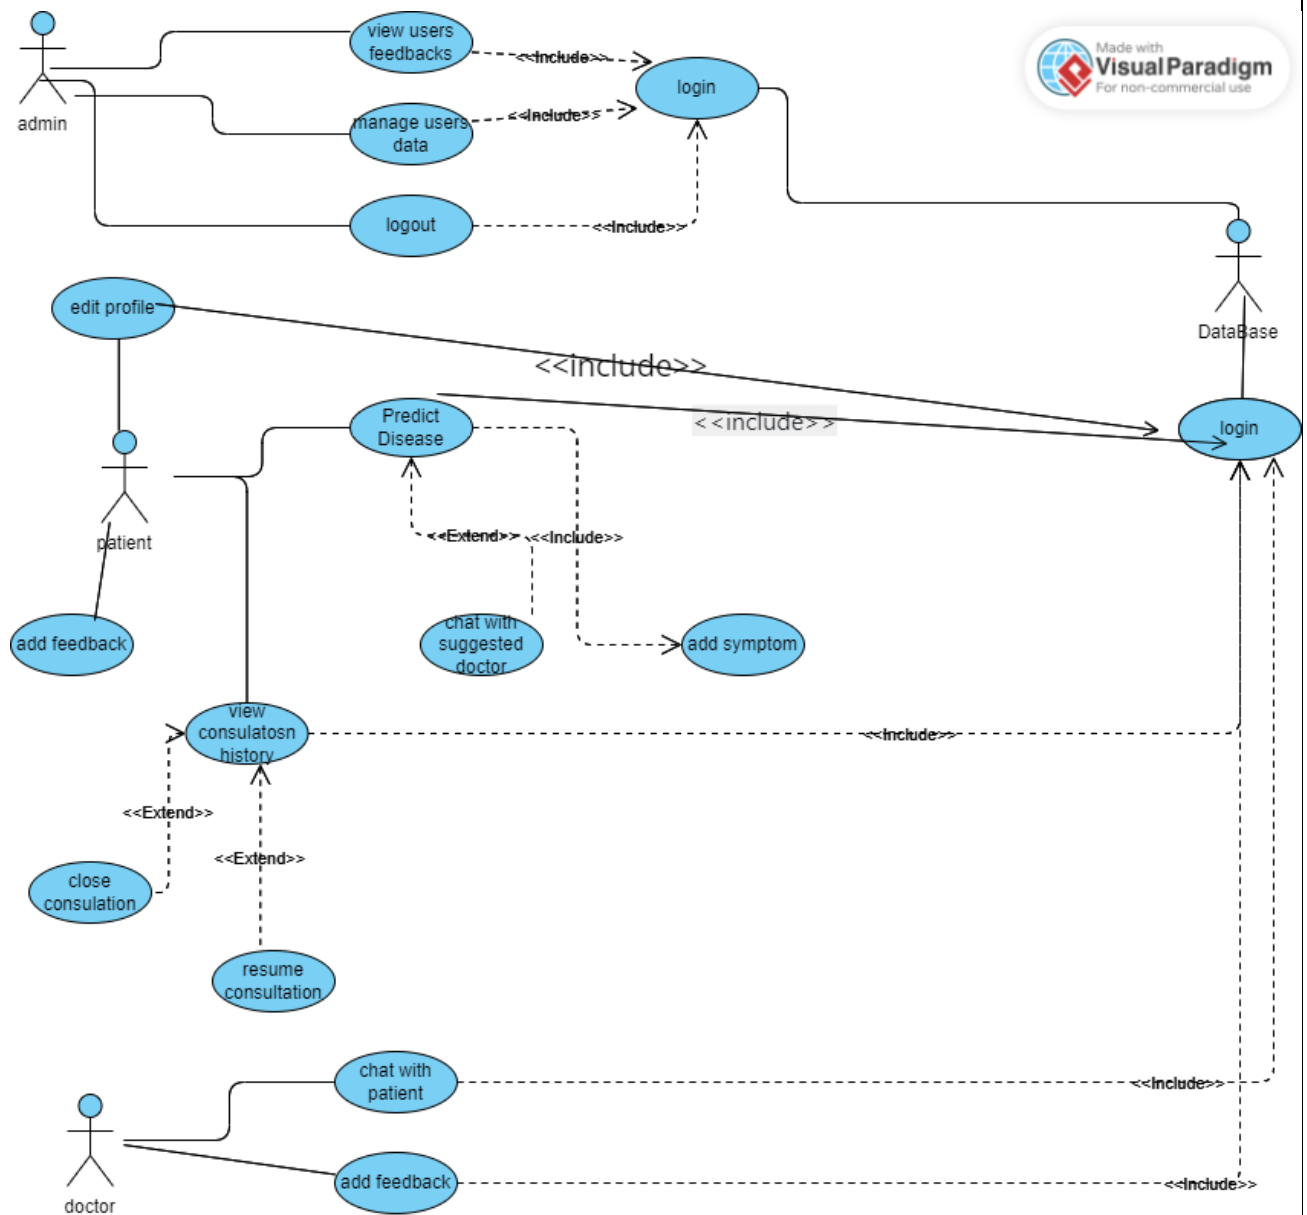 view users
feedbacks
<<Include>>
login
Made with
Visual Paradigm
For non-commercial use
admin
manage users
data
<<Include>>
logout
<<Include>>
edit profile
DataBase
<<include>>
Predict
Disease
<<include>>
login
patient
<<Extend>>
<<Include>>
add feedback
chat with
suggested
doctor
add symptom
view
consulatosn
history
<<Include>>
<<Extend>>
<<Extend>>
close
consulation
resume
consultation
chat with
patient
<<Include>>
add feedback
<<Include>>
doctor